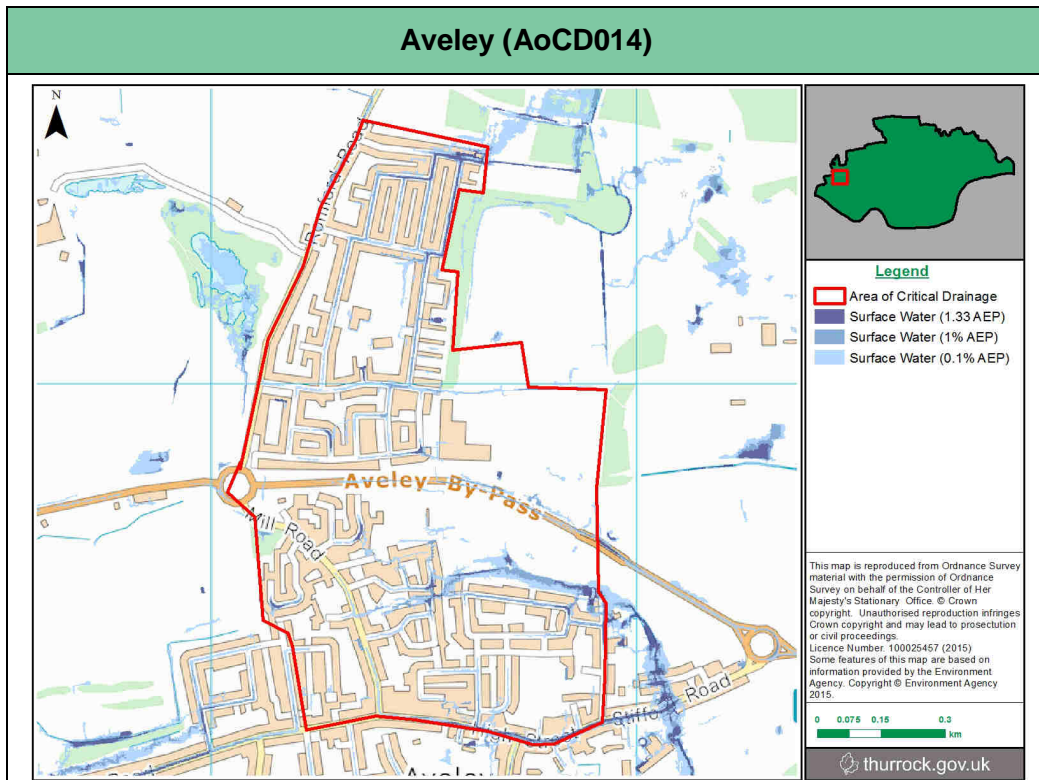 Aveley (AoCD014)
N
Romford Road
Aveley By-Pass
Mill Road
Stifford Road
High Street
Aveley
Legend
Area of Critical Drainage
Surface Water (1.33 AEP)
Surface Water (1% AEP)
Surface Water (0.1% AEP)
This map is reproduced from Ordnance Survey
material with the permission of Ordnance
Survey on behalf of the Controller of Her
Majesty's Stationary Office. © Crown
copyright. Unauthorised reproduction infringes
Crown copyright and may lead to prosecution
or civil proceedings.
Licence Number. 100025457 (2015)
Some features of this map are based on
information provided by the Environment
Agency. Copyright © Environment Agency
2015.
0 0.075 0.15 0.3
km
thurrock.gov.uk